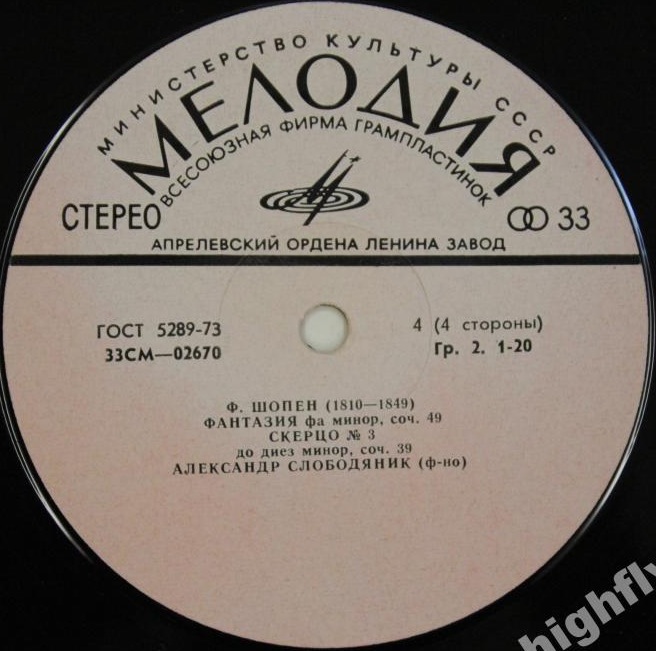 МИНИСТЕРСТВО КУЛЬТУРЫ СССР
МЕЛОДИЯ
ВСЕСОЮЗНАЯ ФИРМА ГРАМПЛАСТИНОК
СТЕРЕО
33
АПРЕЛЕВСКИЙ ОРДЕНА ЛЕНИНА ЗАВОД
ГОСТ 5289-73
33СМ—02670
4 (4 стороны)
Гр. 2. 1-20
Ф. ШОПЕН (1810—1849)
ФАНТАЗИЯ фа минор, соч. 49
СКЕРЦО № 3
до диез минор, соч. 39
АЛЕКСАНДР СЛОБОДЯНИК (ф-но)
highfly